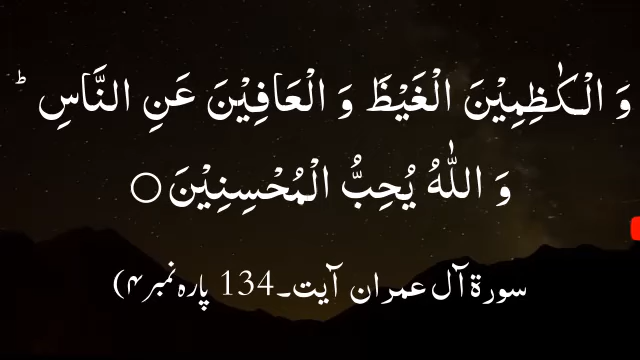 وَ الْكٰظِمِیْنَ الْغَیْظَ وَ الْعَافِیْنَ عَنِ النَّاسِ ؕ
وَ اللّٰهُ یُحِبُّ الْمُحْسِنِیْنَ○
سورۃ آل عمران آیت۔134 پارہ نمبر ۴)